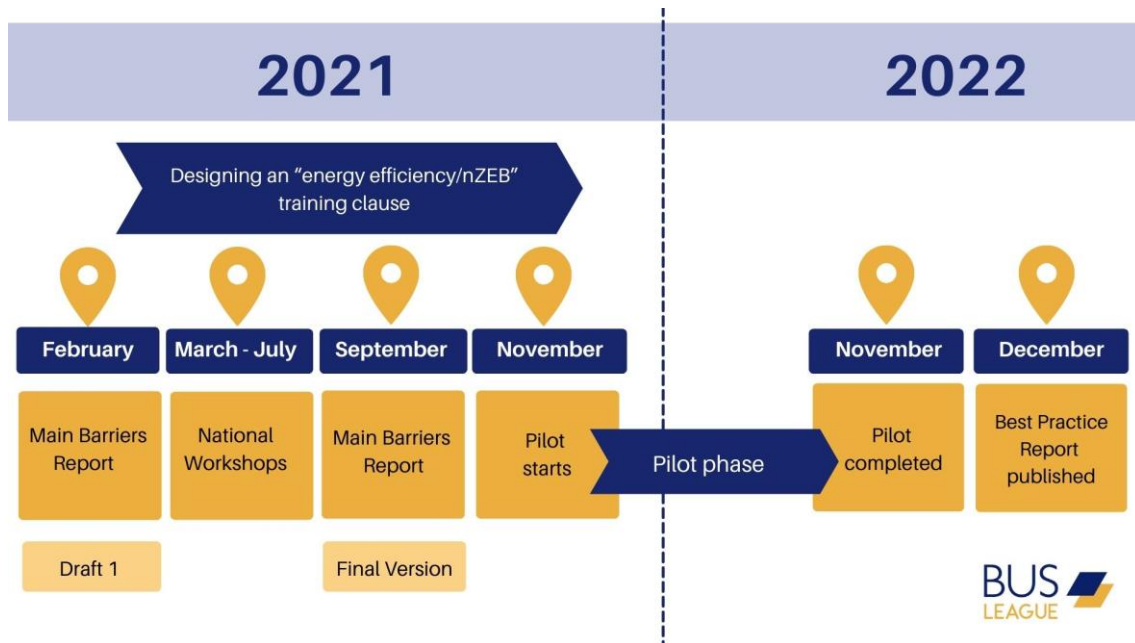 2021
2022
Designing an “energy efficiency/nZEB”
training clause
February
March - July
September
November
November
December
Main Barriers
Report
National
Workshops
Main Barriers
Report
Pilot
starts
Pilot phase
Pilot
completed
Best Practice
Report
published
Draft 1
Final Version
BUS
LEAGUE